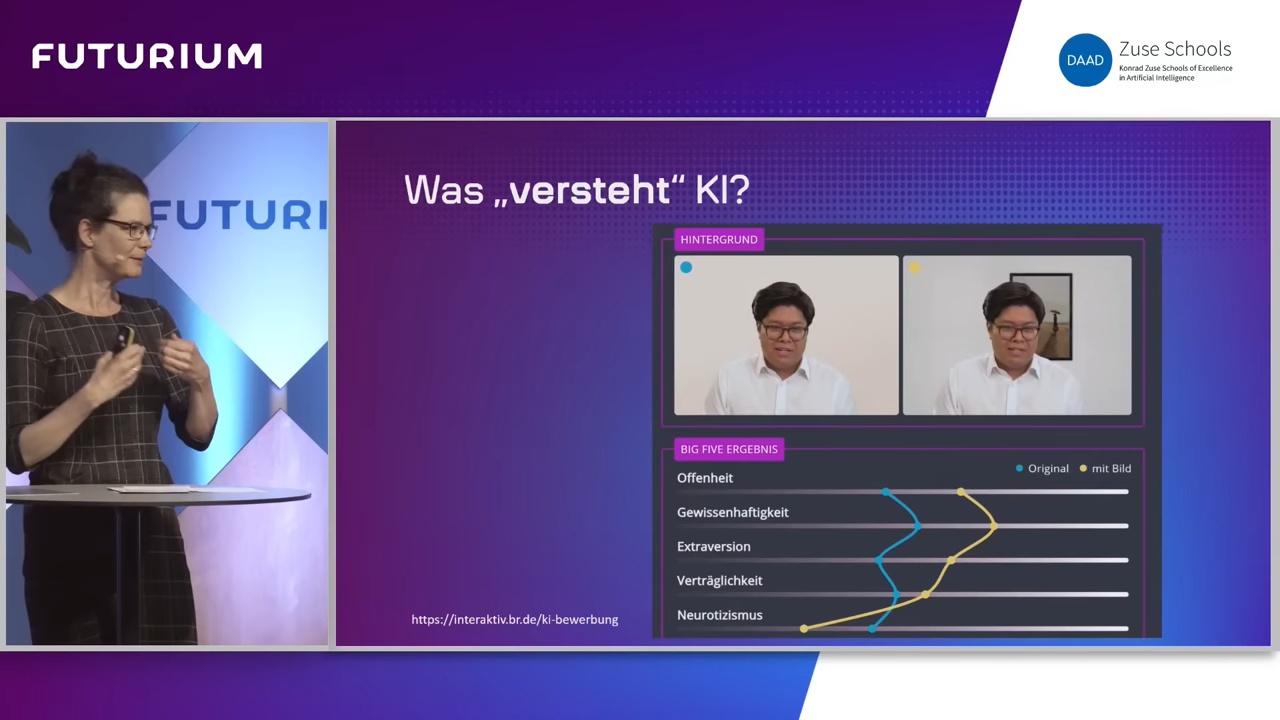 FUTURIUM
DAAD
Zuse Schools
Konrad Zuse Schools of Excellence
in Artificial Intelligence
FUTURI
Was „versteht“ KI?
HINTERGRUND
BIG FIVE ERGEBNIS
Original
mit Bild
Offenheit
Gewissenhaftigkeit
Extraversion
Verträglichkeit
Neurotizismus
https://interaktiv.br.de/ki-bewerbung